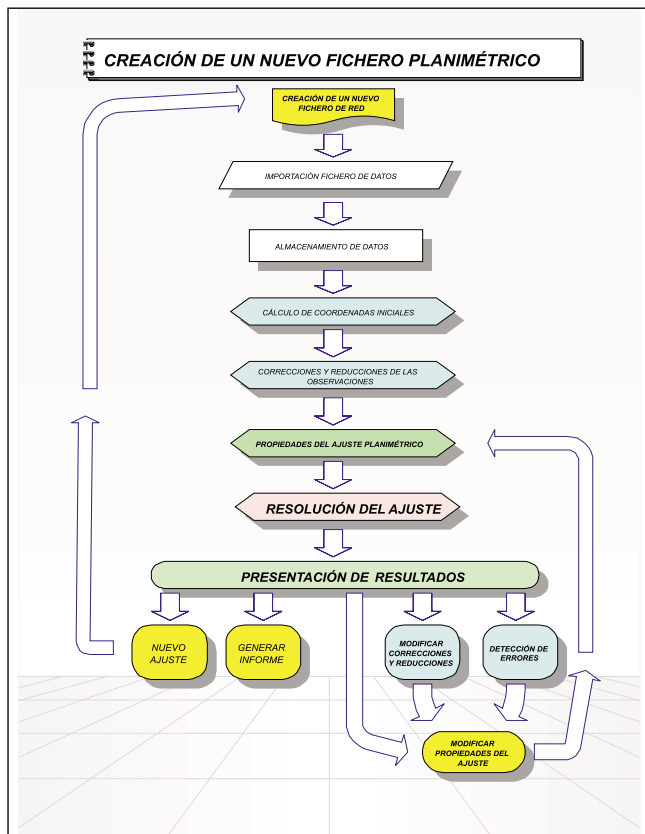 CREACIÓN DE UN NUEVO FICHERO PLANIMÉTRICO
CREACIÓN DE UN NUEVO
FICHERO DE RED
IMPORTACIÓN FICHERO DE DATOS
ALMACENAMIENTO DE DATOS
CÁLCULO DE COORDENADAS INICIALES
CORRECCIONES Y REDUCCIONES DE LAS
OBSERVACIONES
PROPIEDADES DEL AJUSTE PLANIMÉTRICO
RESOLUCIÓN DEL AJUSTE
PRESENTACIÓN DE RESULTADOS
NUEVO
AJUSTE
GENERAR
INFORME
MODIFICAR
CORRECCIONES
Y REDUCCIONES
DETECCIÓN DE
ERRORES
MODIFICAR
PROPIEDADES DEL
AJUSTE